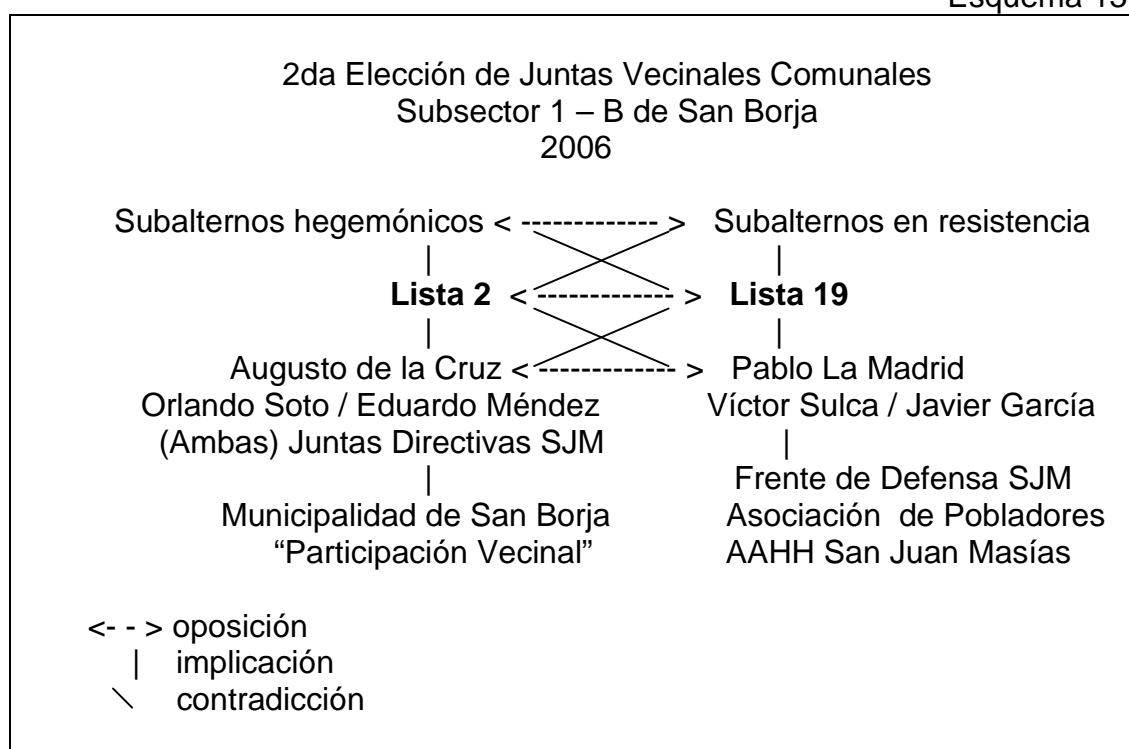 Esquema 13
2da Elección de Juntas Vecinales Comunales
Subsector 1 – B de San Borja
2006
Subalternos hegemónicos < ------------- > Subalternos en resistencia
| |
Lista 2 < ------------- > Lista 19
| |
Augusto de la Cruz < ------------- > Pablo La Madrid
Orlando Soto / Eduardo Méndez Víctor Sulca / Javier García
(Ambas) Juntas Directivas SJM |
| Frente de Defensa SJM
Municipalidad de San Borja Asociación de Pobladores
“Participación Vecinal” AAHH San Juan Masías
<- - > oposición
| implicación
\ contradicción